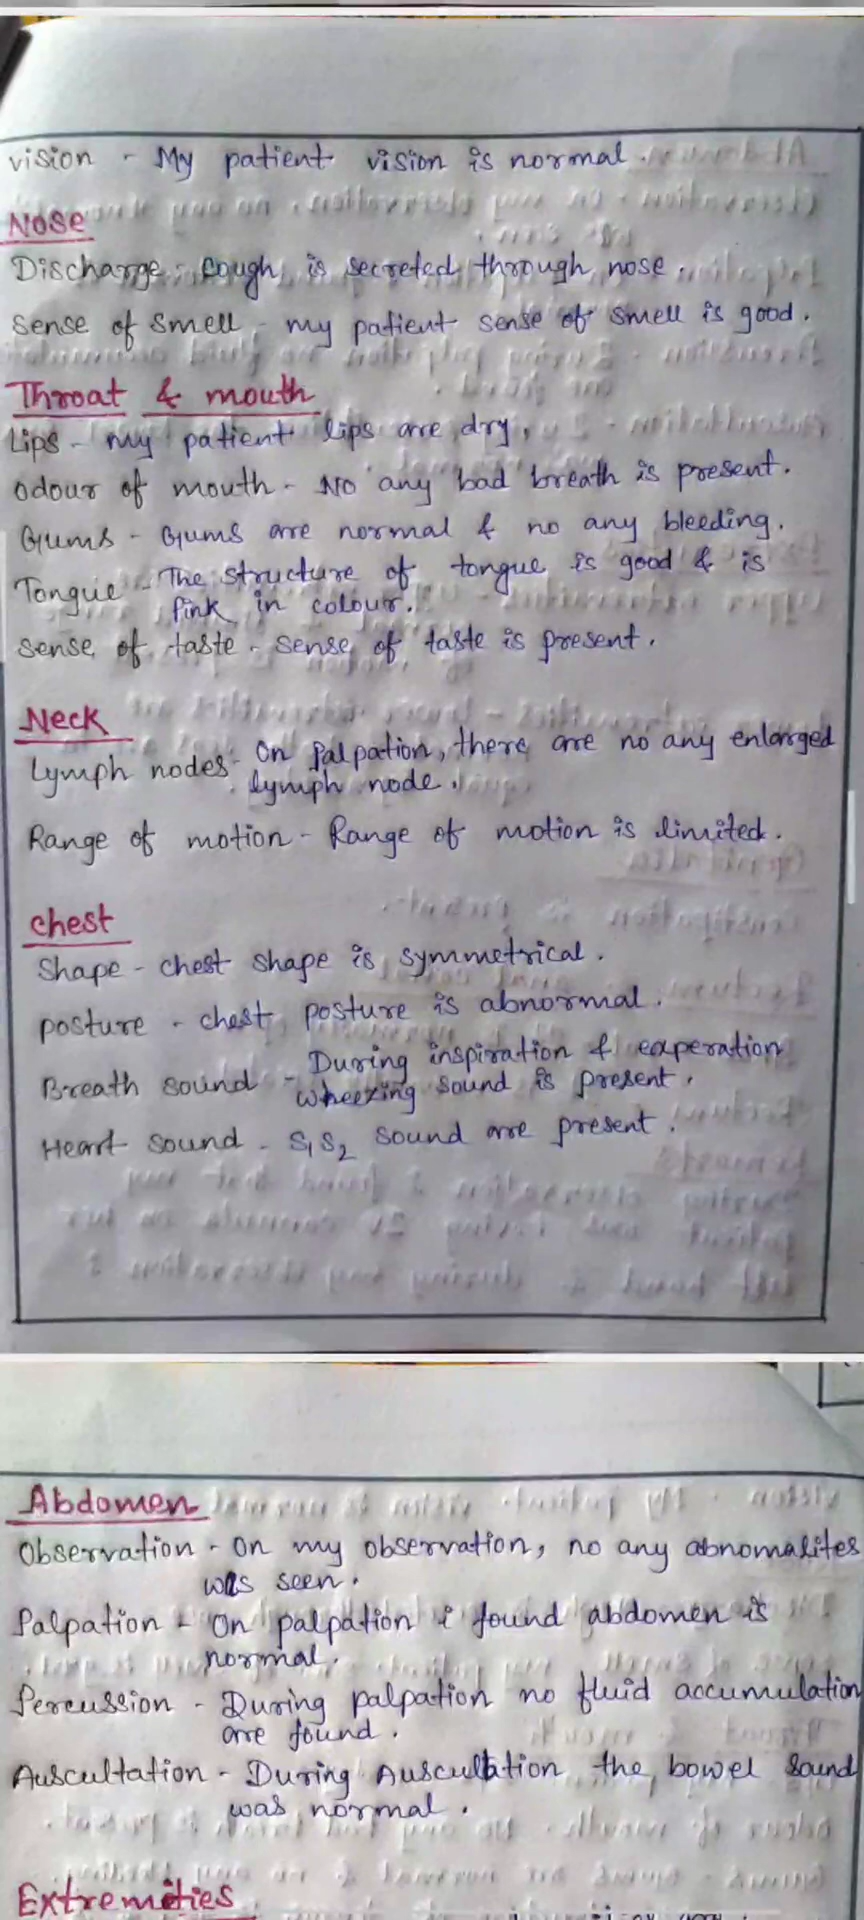 vision - My patient vision is normal.
Nose
Discharge - Cough is secreted through nose.
Sense of smell - my patient sense of smell is good.
Throat & mouth
Lips - my patient lips are dry.
Odour of mouth - No any bad breath is present.
Gums - Gums are normal & no any bleeding.
Tongue - The structure of tongue is good & is
Pink in colour.
Sense of taste - sense of taste is present.
Neck
Lymph nodes - On Palpation, there are no any enlarged
lymph node.
Range of motion - Range of motion is limited.
chest
Shape - chest shape is symmetrical.
posture - chest posture is abnormal.
Breath sound - During inspiration & experation
wheezing sound is present.
Heart sound - S1 S2 sound are present.
Abdomen
Observation - On my observation, no any abnomalites
was seen.
Palpation - On palpation i found abdomen is
normal.
Percussion - During palpation no fluid accumulation
are found.
Auscultation - During Auscultation the bowel sound
was normal.
Extremeties